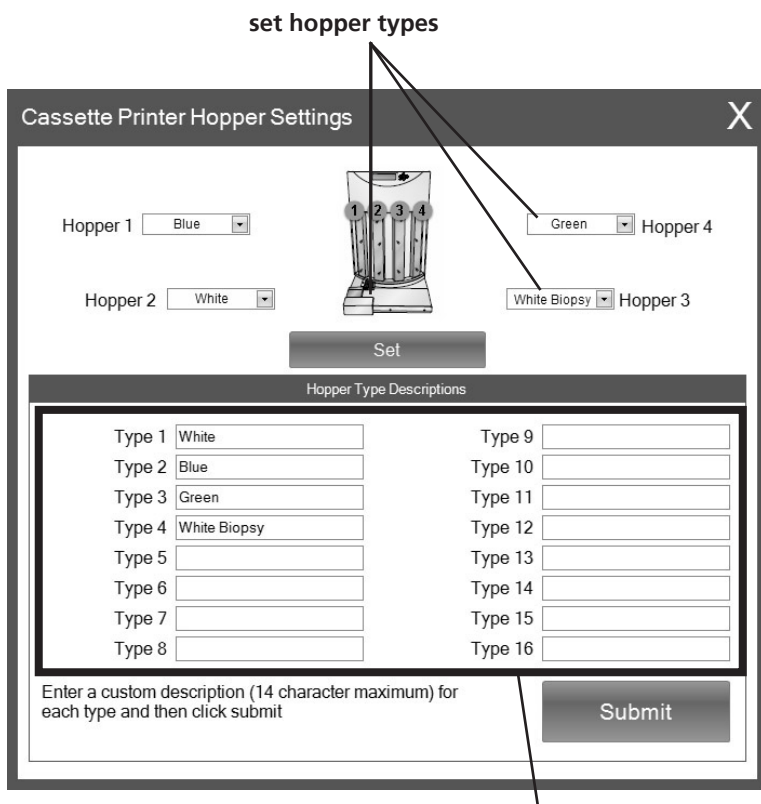 set hopper types
Cassette Printer Hopper Settings X
1 2 3 4
Hopper 1 Blue Green Hopper 4
Hopper 2 White White Biopsy Hopper 3
Set
Hopper Type Descriptions
Type 1 White Type 9
Type 2 Blue Type 10
Type 3 Green Type 11
Type 4 White Biopsy Type 12
Type 5 Type 13
Type 6 Type 14
Type 7 Type 15
Type 8 Type 16
Enter a custom description (14 character maximum) for
each type and then click submit
Submit